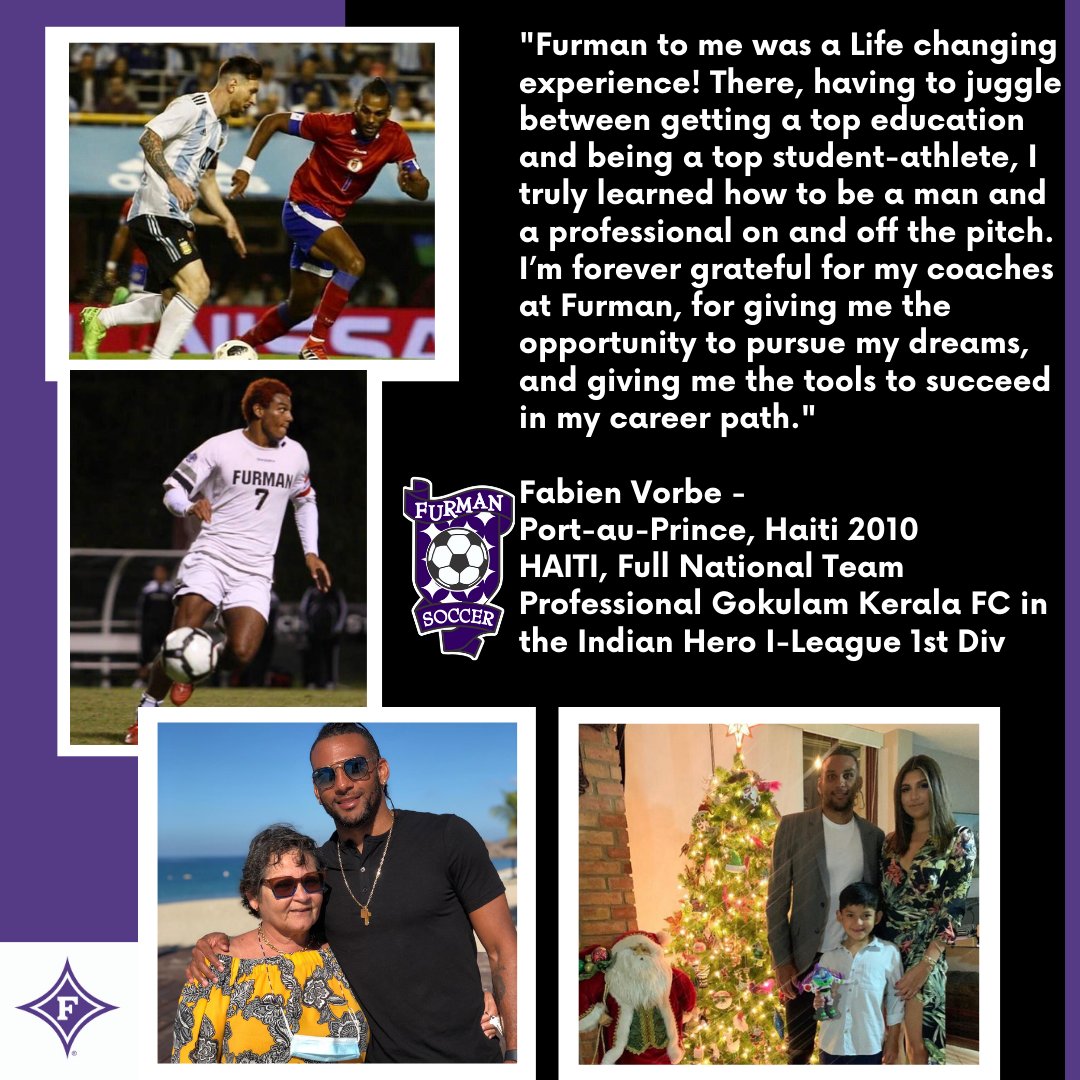 "Furman to me was a Life changing
experience! There, having to juggle
between getting a top education
and being a top student-athlete, I
truly learned how to be a man and
a professional on and off the pitch.
I’m forever grateful for my coaches
at Furman, for giving me the
opportunity to pursue my dreams,
and giving me the tools to succeed
in my career path."
Fabien Vorbe -
Port-au-Prince, Haiti 2010
HAITI, Full National Team
Professional Gokulam Kerala FC in
the Indian Hero I-League 1st Div
FURMAN
SOCCER
FURMAN
7
NISSA
F
®